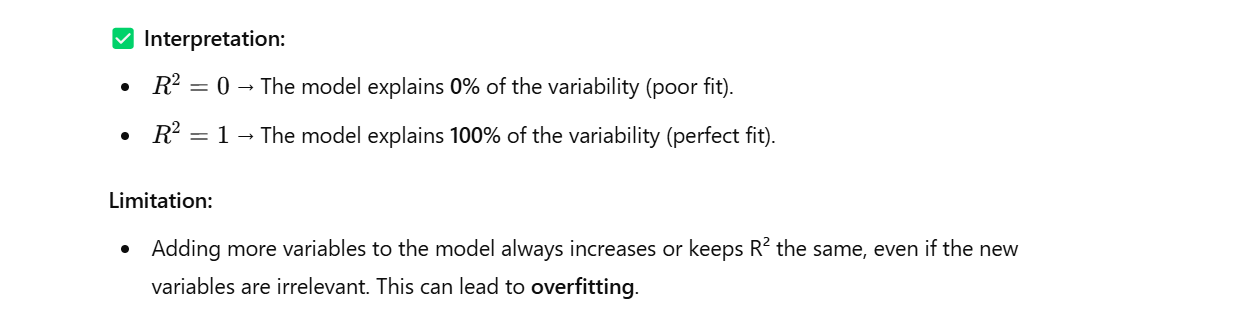 ✅ Interpretation:
• R² = 0 → The model explains 0% of the variability (poor fit).
• R² = 1 → The model explains 100% of the variability (perfect fit).
Limitation:
• Adding more variables to the model always increases or keeps R² the same, even if the new
variables are irrelevant. This can lead to overfitting.